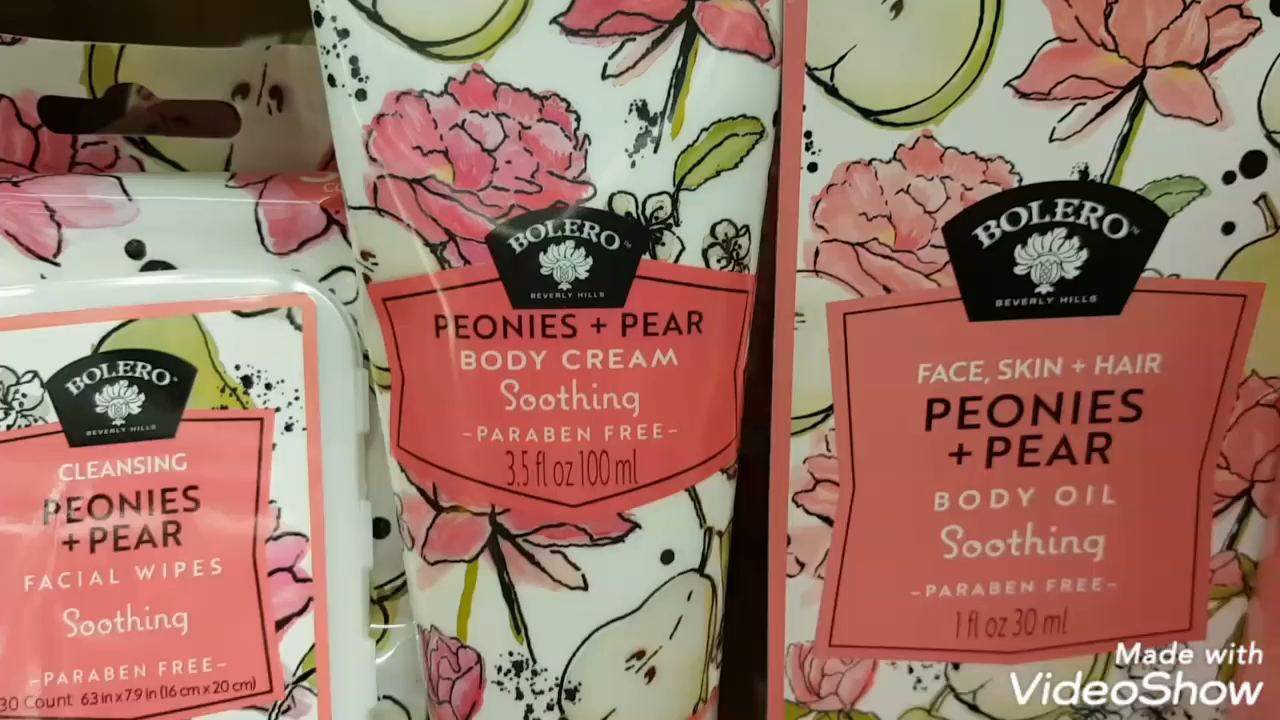 BOLERO™
BEVERLY HILLS
CLEANSING
PEONIES
+ PEAR
FACIAL WIPES
Soothing
-PARABEN FREE-
30 Count 6.3 in x 7.9 in (16 cm x 20 cm)
BOLERO™
BEVERLY HILLS
PEONIES + PEAR
BODY CREAM
Soothing
-PARABEN FREE-
3.5 fl oz 100 ml
BOLERO™
BEVERLY HILLS
FACE, SKIN + HAIR
PEONIES
+ PEAR
BODY OIL
Soothing
-PARABEN FREE-
1 fl oz 30 ml
Made with
VideoShow